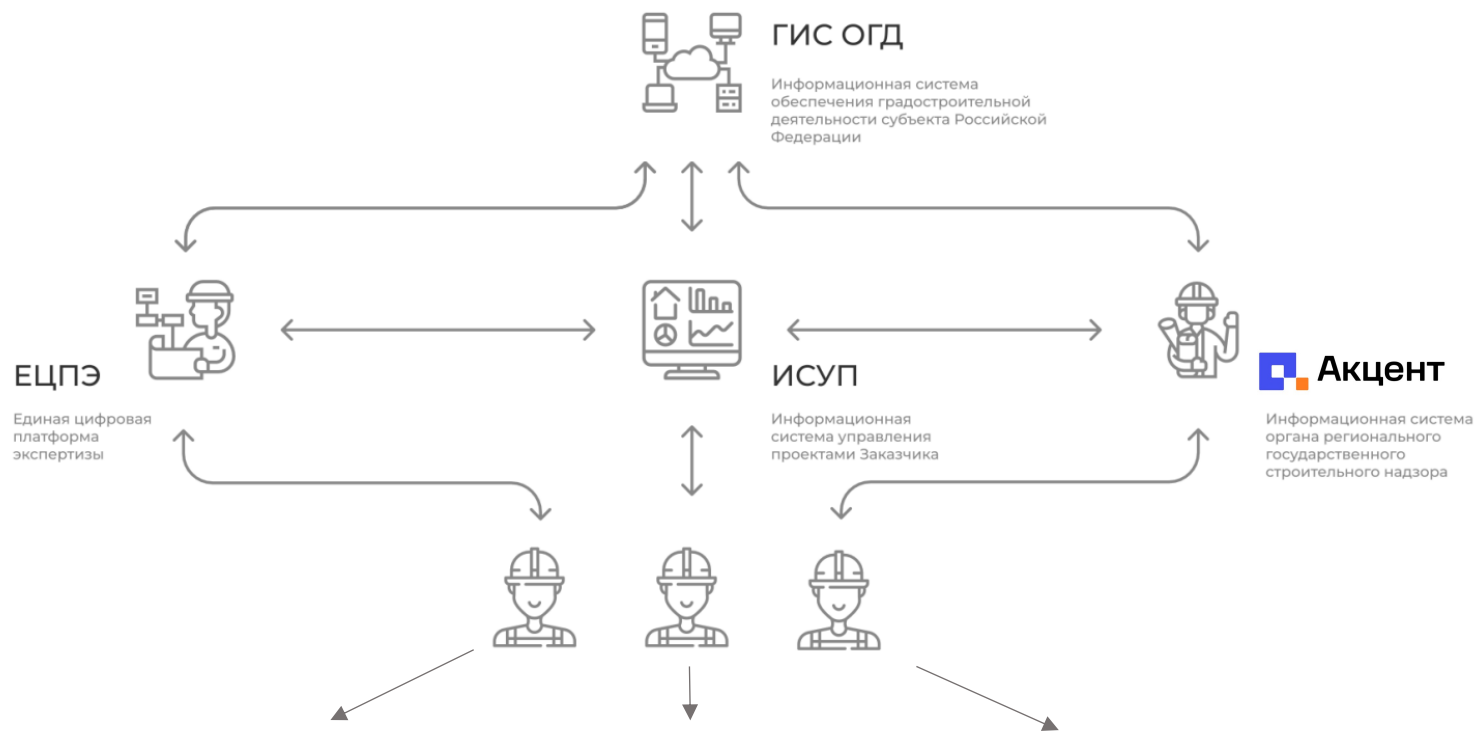 ГИС ОГД
Информационная система
обеспечения градостроительной
деятельности субъекта Российской
Федерации
ЕЦПЭ
Единая цифровая
платформа
экспертизы
ИСУП
Информационная
система управления
проектами Заказчика
Акцент
Информационная система
органа регионального
государственного
строительного надзора